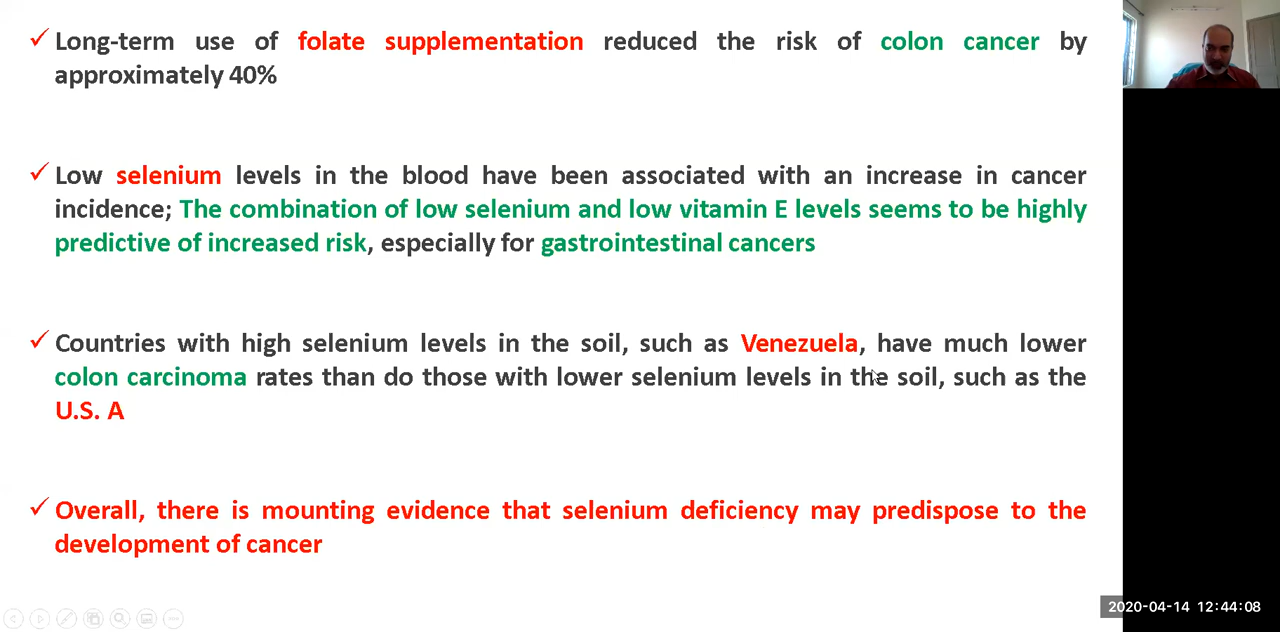 Long-term use of folate supplementation reduced the risk of colon cancer by
approximately 40%
Low selenium levels in the blood have been associated with an increase in cancer
incidence; The combination of low selenium and low vitamin E levels seems to be highly
predictive of increased risk, especially for gastrointestinal cancers
Countries with high selenium levels in the soil, such as Venezuela, have much lower
colon carcinoma rates than do those with lower selenium levels in the soil, such as the
U.S. A
Overall, there is mounting evidence that selenium deficiency may predispose to the
development of cancer
2020-04-14 12:44:08